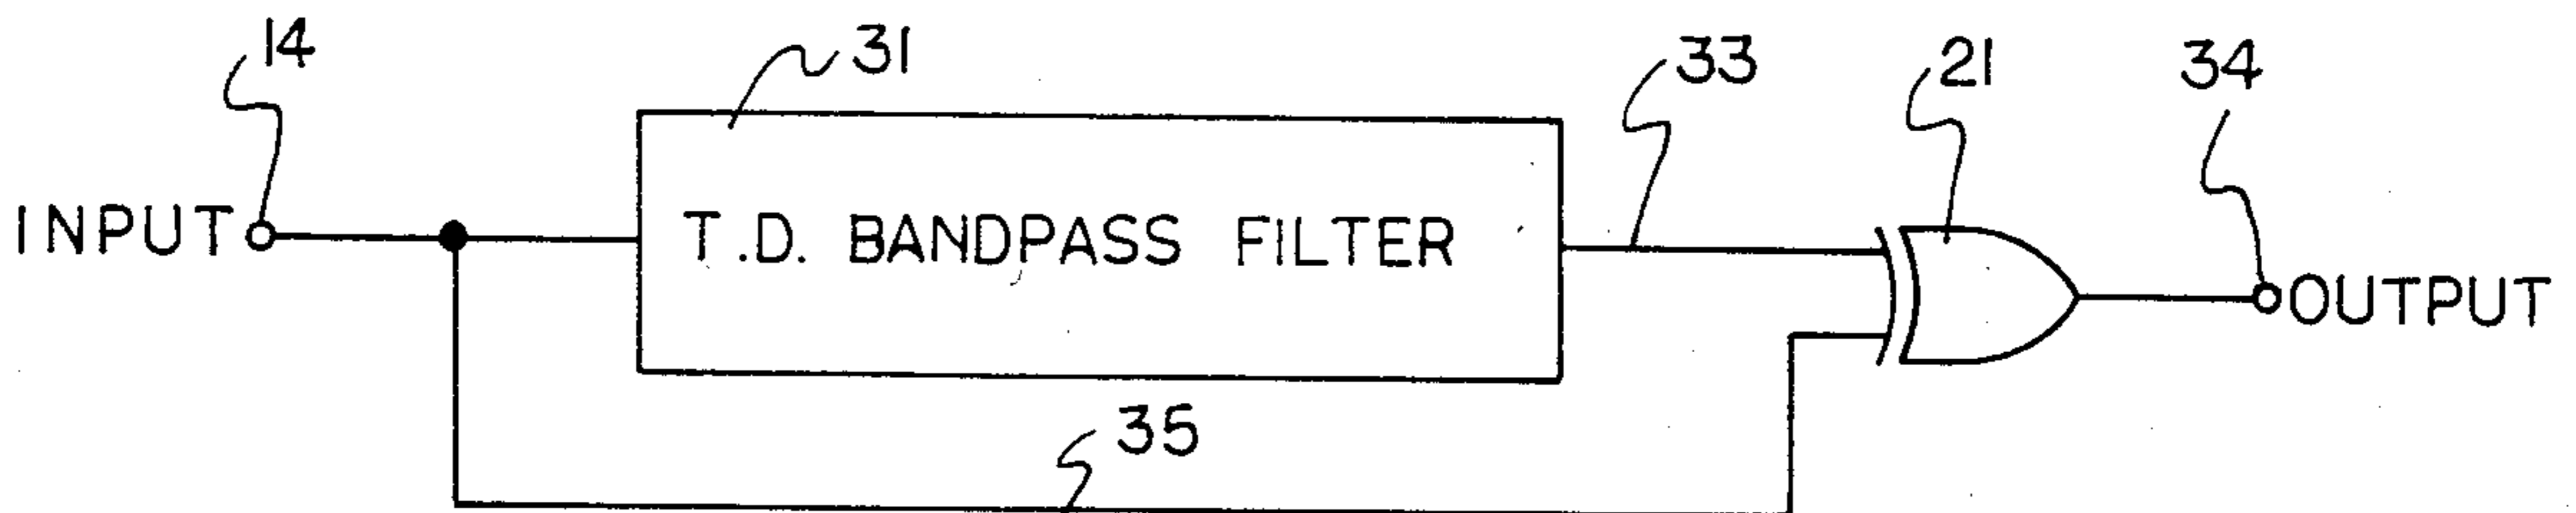 14
31
33
21
34
INPUT
T.D. BANDPASS FILTER
OUTPUT
35